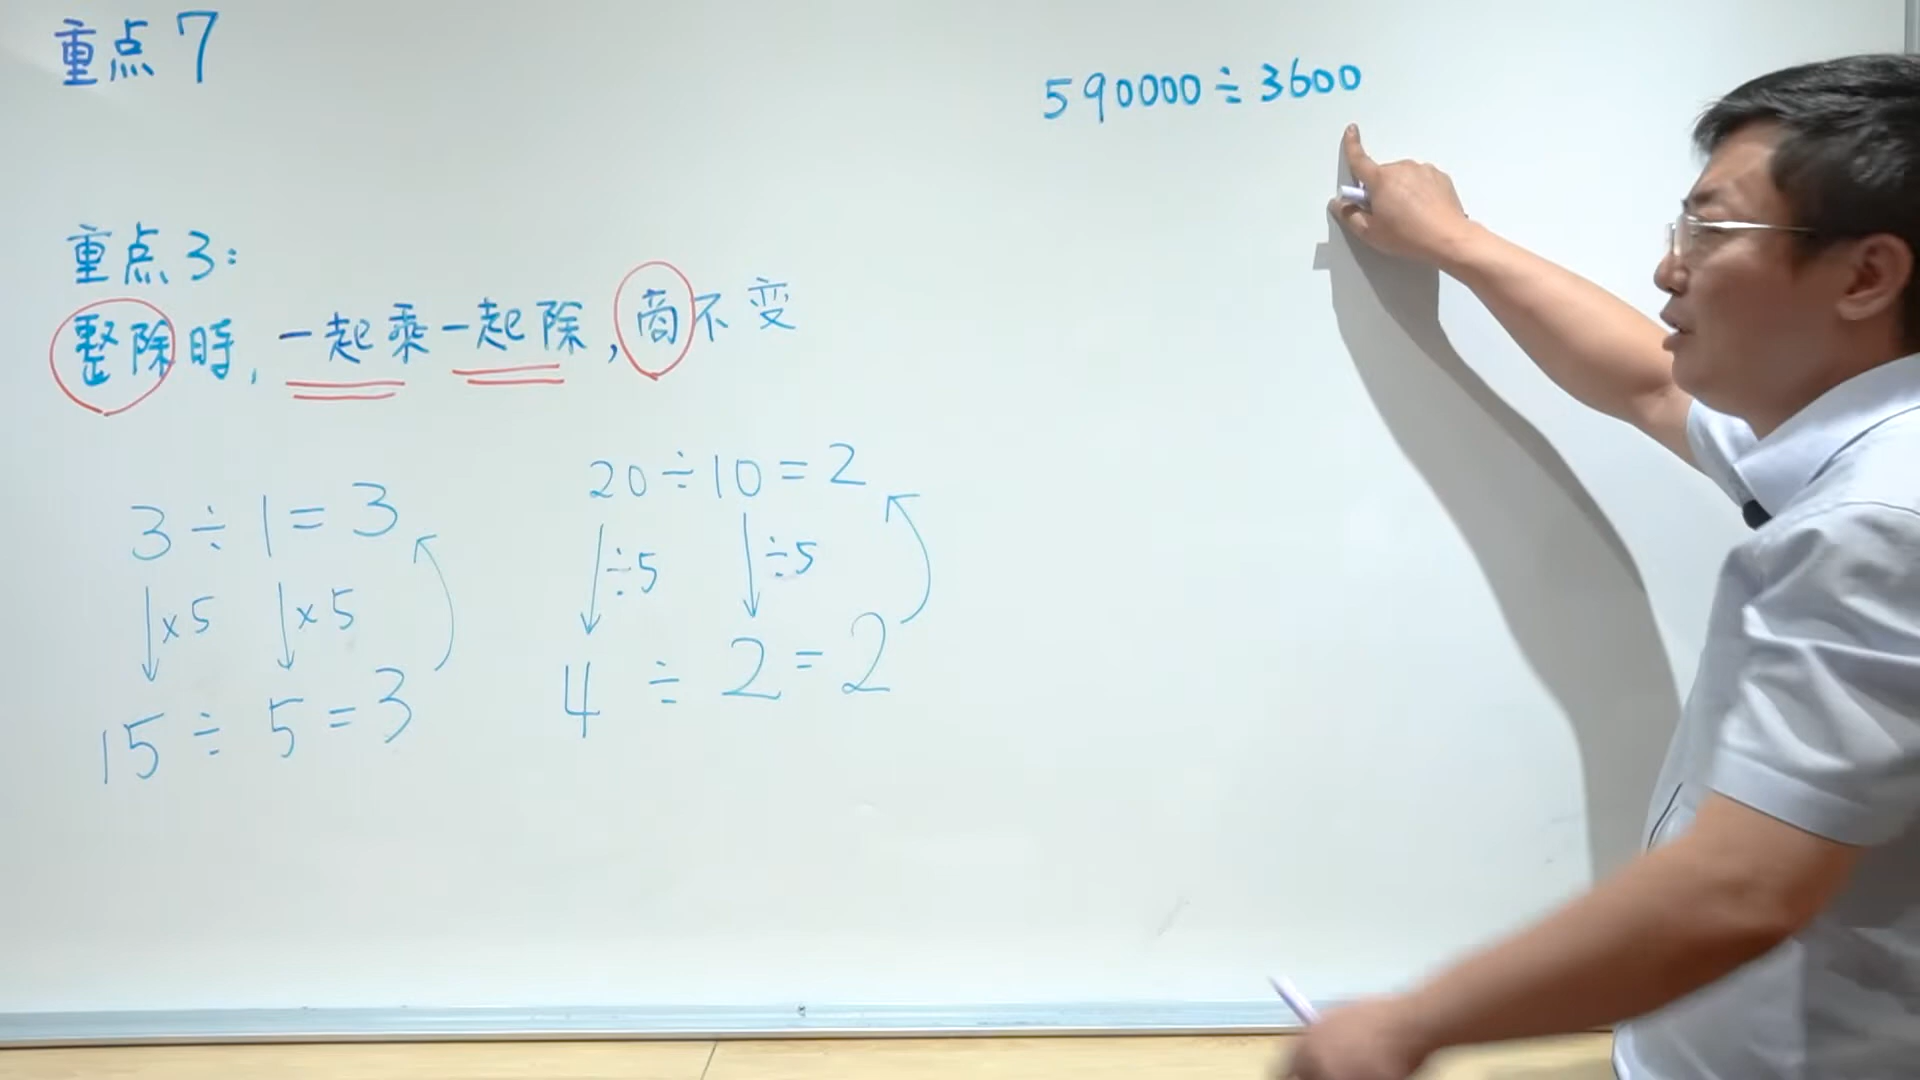 重点7
590000÷3600
重点3:
整除時,一起乘一起除,商不变
3÷1=3
×5 ×5
15÷5=3
20÷10=2
÷5 ÷5
4÷2=2